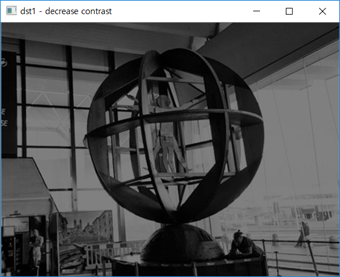 dst1 - decrease contrast